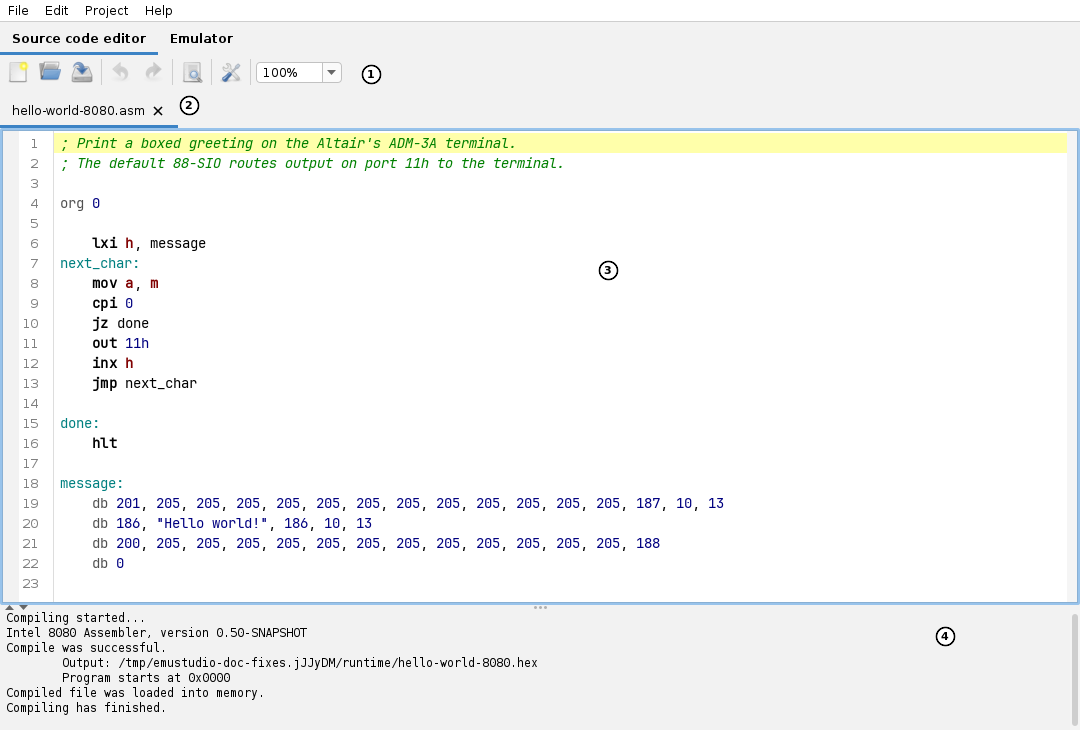 File Edit Project Help
Source code editor Emulator
100% 1
hello-world-8080.asm 2
1 ; Print a boxed greeting on the Altair's ADM-3A terminal.
2 ; The default 88-SIO routes output on port 11h to the terminal.
3
4 org 0
5
6 lxi h, message
7 next_char: 3
8 mov a, m
9 cpi 0
10 jz done
11 out 11h
12 inx h
13 jmp next_char
14
15 done:
16 hlt
17
18 message:
19 db 201, 205, 205, 205, 205, 205, 205, 205, 205, 205, 205, 205, 205, 187, 10, 13
20 db 186, "Hello world!", 186, 10, 13
21 db 200, 205, 205, 205, 205, 205, 205, 205, 205, 205, 205, 205, 205, 188
22 db 0
23
Compiling started...
Intel 8080 Assembler, version 0.50-SNAPSHOT 4
Compile was successful.
Output: /tmp/emustudio-doc-fixes.jJJyDM/runtime/hello-world-8080.hex
Program starts at 0x0000
Compiled file was loaded into memory.
Compiling has finished.